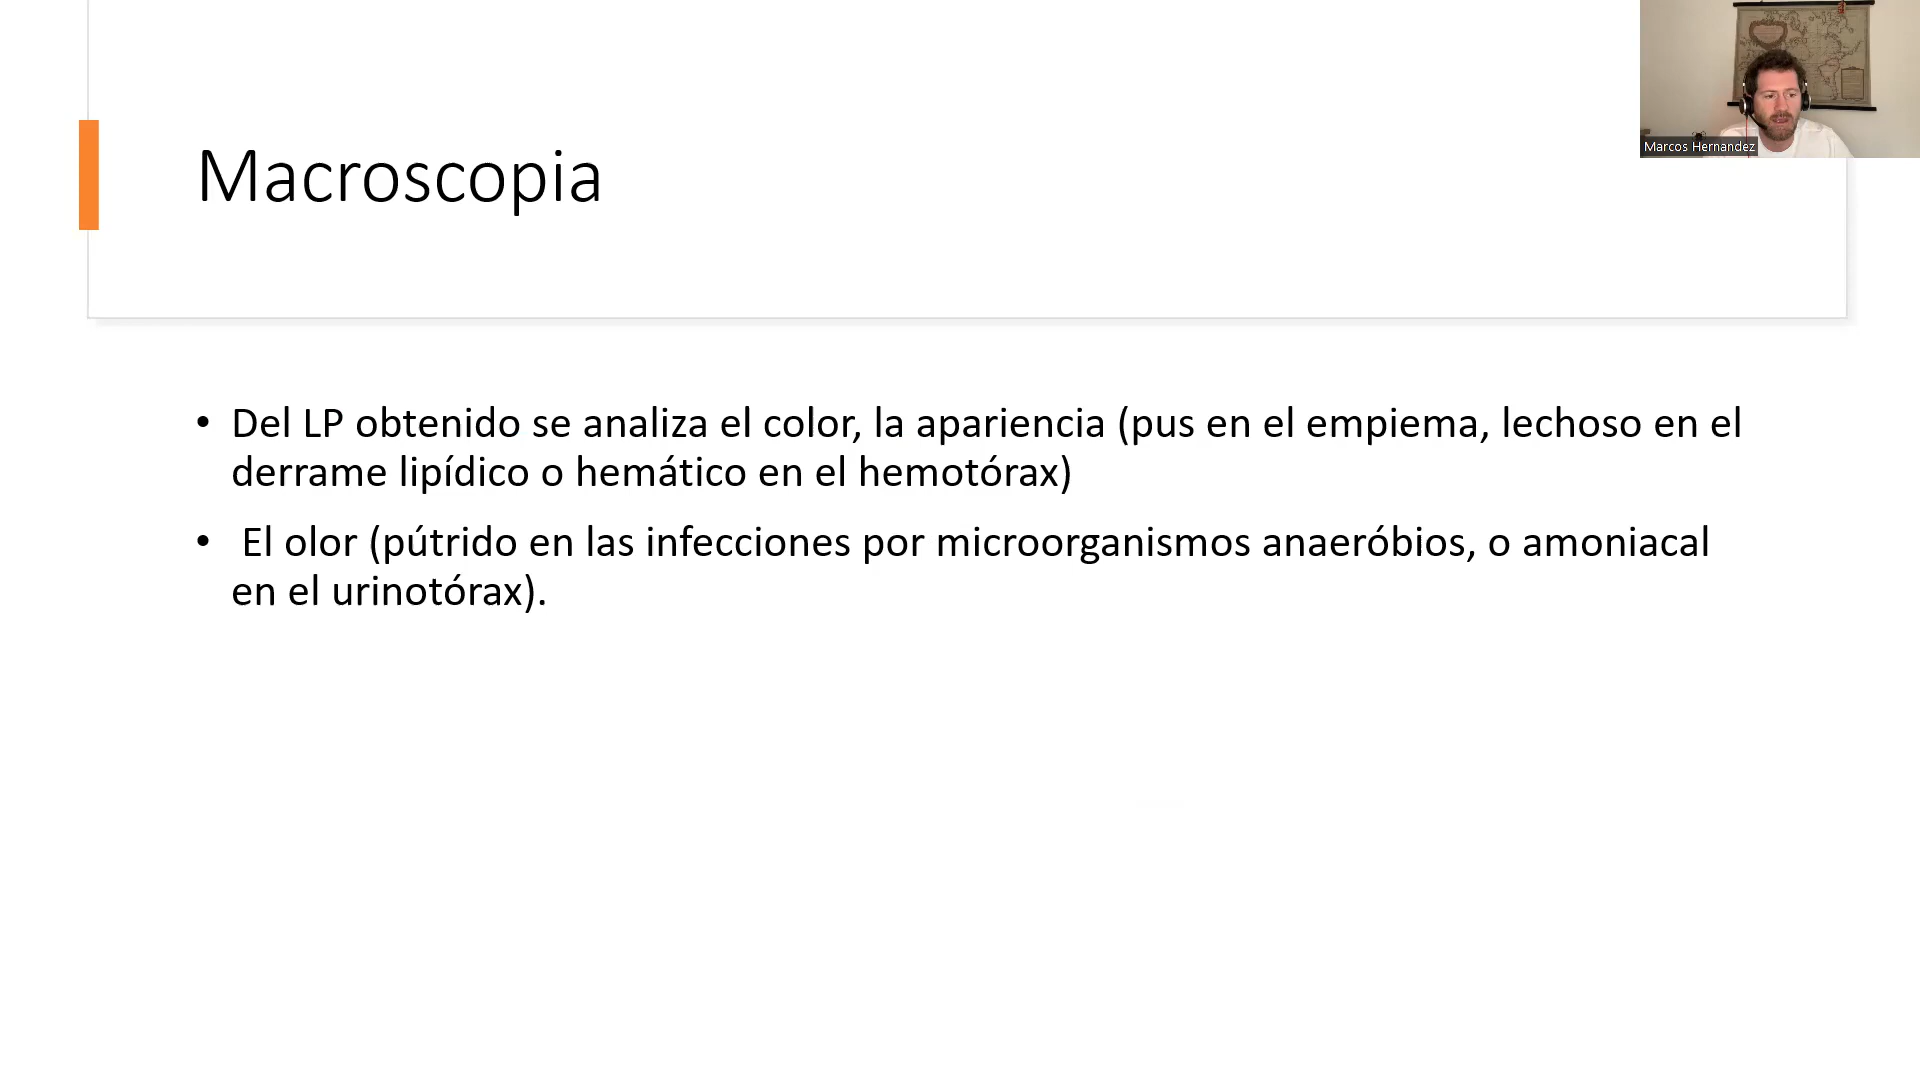 Marcos Hernandez
Macroscopia
• Del LP obtenido se analiza el color, la apariencia (pus en el empiema, lechoso en el
derrame lipídico o hemático en el hemotórax)
• El olor (pútrido en las infecciones por microorganismos anaeróbios, o amoniacal
en el urinotórax).